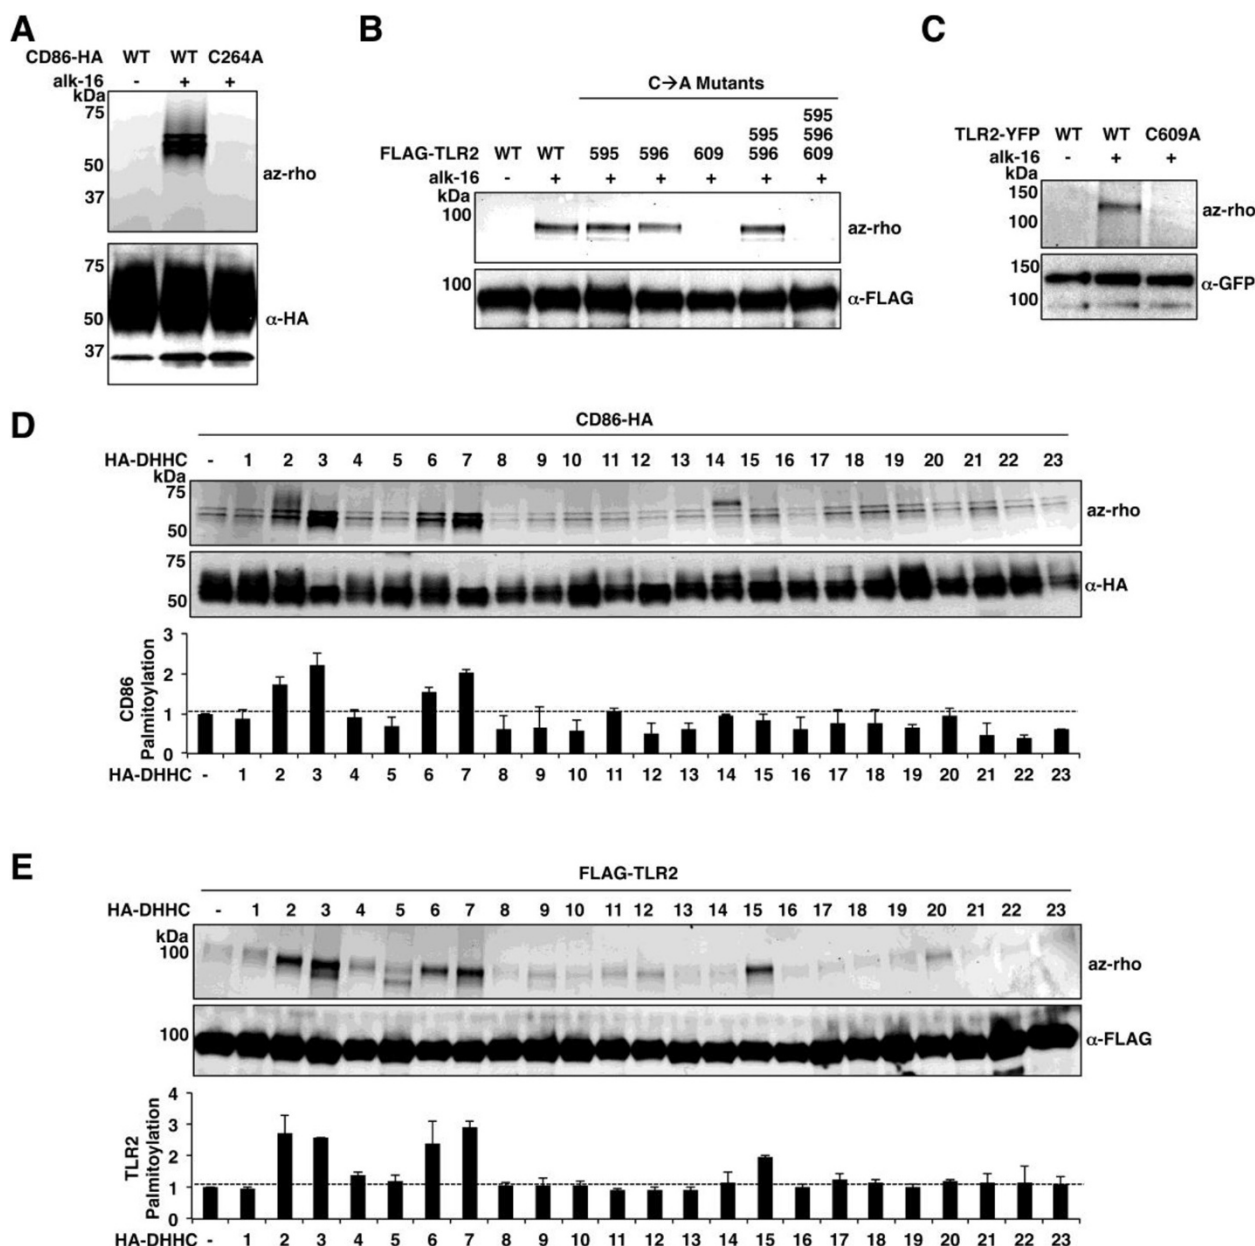 A
CD86-HA WT WT C264A
alk-16 - + +
kDa
75
50
37
az-rho
75
50
37
α-HA
B
C→A Mutants
595
595 596
FLAG-TLR2 WT WT 595 596 609 596 609
alk-16 - + + + + + +
kDa
100
az-rho
100
α-FLAG
C
TLR2-YFP WT WT C609A
alk-16 - + +
kDa
150
100
az-rho
150
100
α-GFP
D
CD86-HA
HA-DHHC - 1 2 3 4 5 6 7 8 9 10 11 12 13 14 15 16 17 18 19 20 21 22 23
kDa
75
50
az-rho
75
50
α-HA
3
2
1
0
CD86
Palmitoylation
HA-DHHC - 1 2 3 4 5 6 7 8 9 10 11 12 13 14 15 16 17 18 19 20 21 22 23
E
FLAG-TLR2
HA-DHHC - 1 2 3 4 5 6 7 8 9 10 11 12 13 14 15 16 17 18 19 20 21 22 23
kDa
100
az-rho
100
α-FLAG
4
3
2
1
0
TLR2
Palmitoylation
HA-DHHC - 1 2 3 4 5 6 7 8 9 10 11 12 13 14 15 16 17 18 19 20 21 22 23